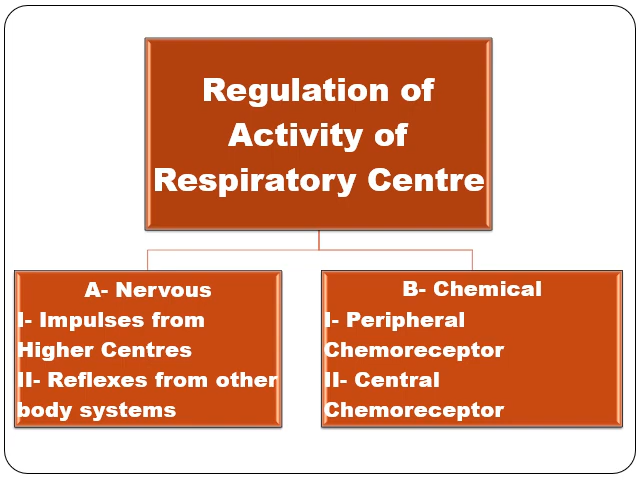 Regulation of
Activity of
Respiratory Centre
A- Nervous
I- Impulses from
Higher Centres
II- Reflexes from other
body systems
B- Chemical
I- Peripheral
Chemoreceptor
II- Central
Chemoreceptor